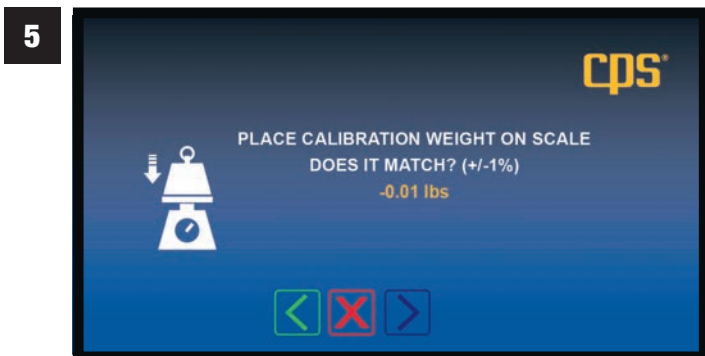 5
cps®
PLACE CALIBRATION WEIGHT ON SCALE
DOES IT MATCH? (+/-1%)
-0.01 lbs